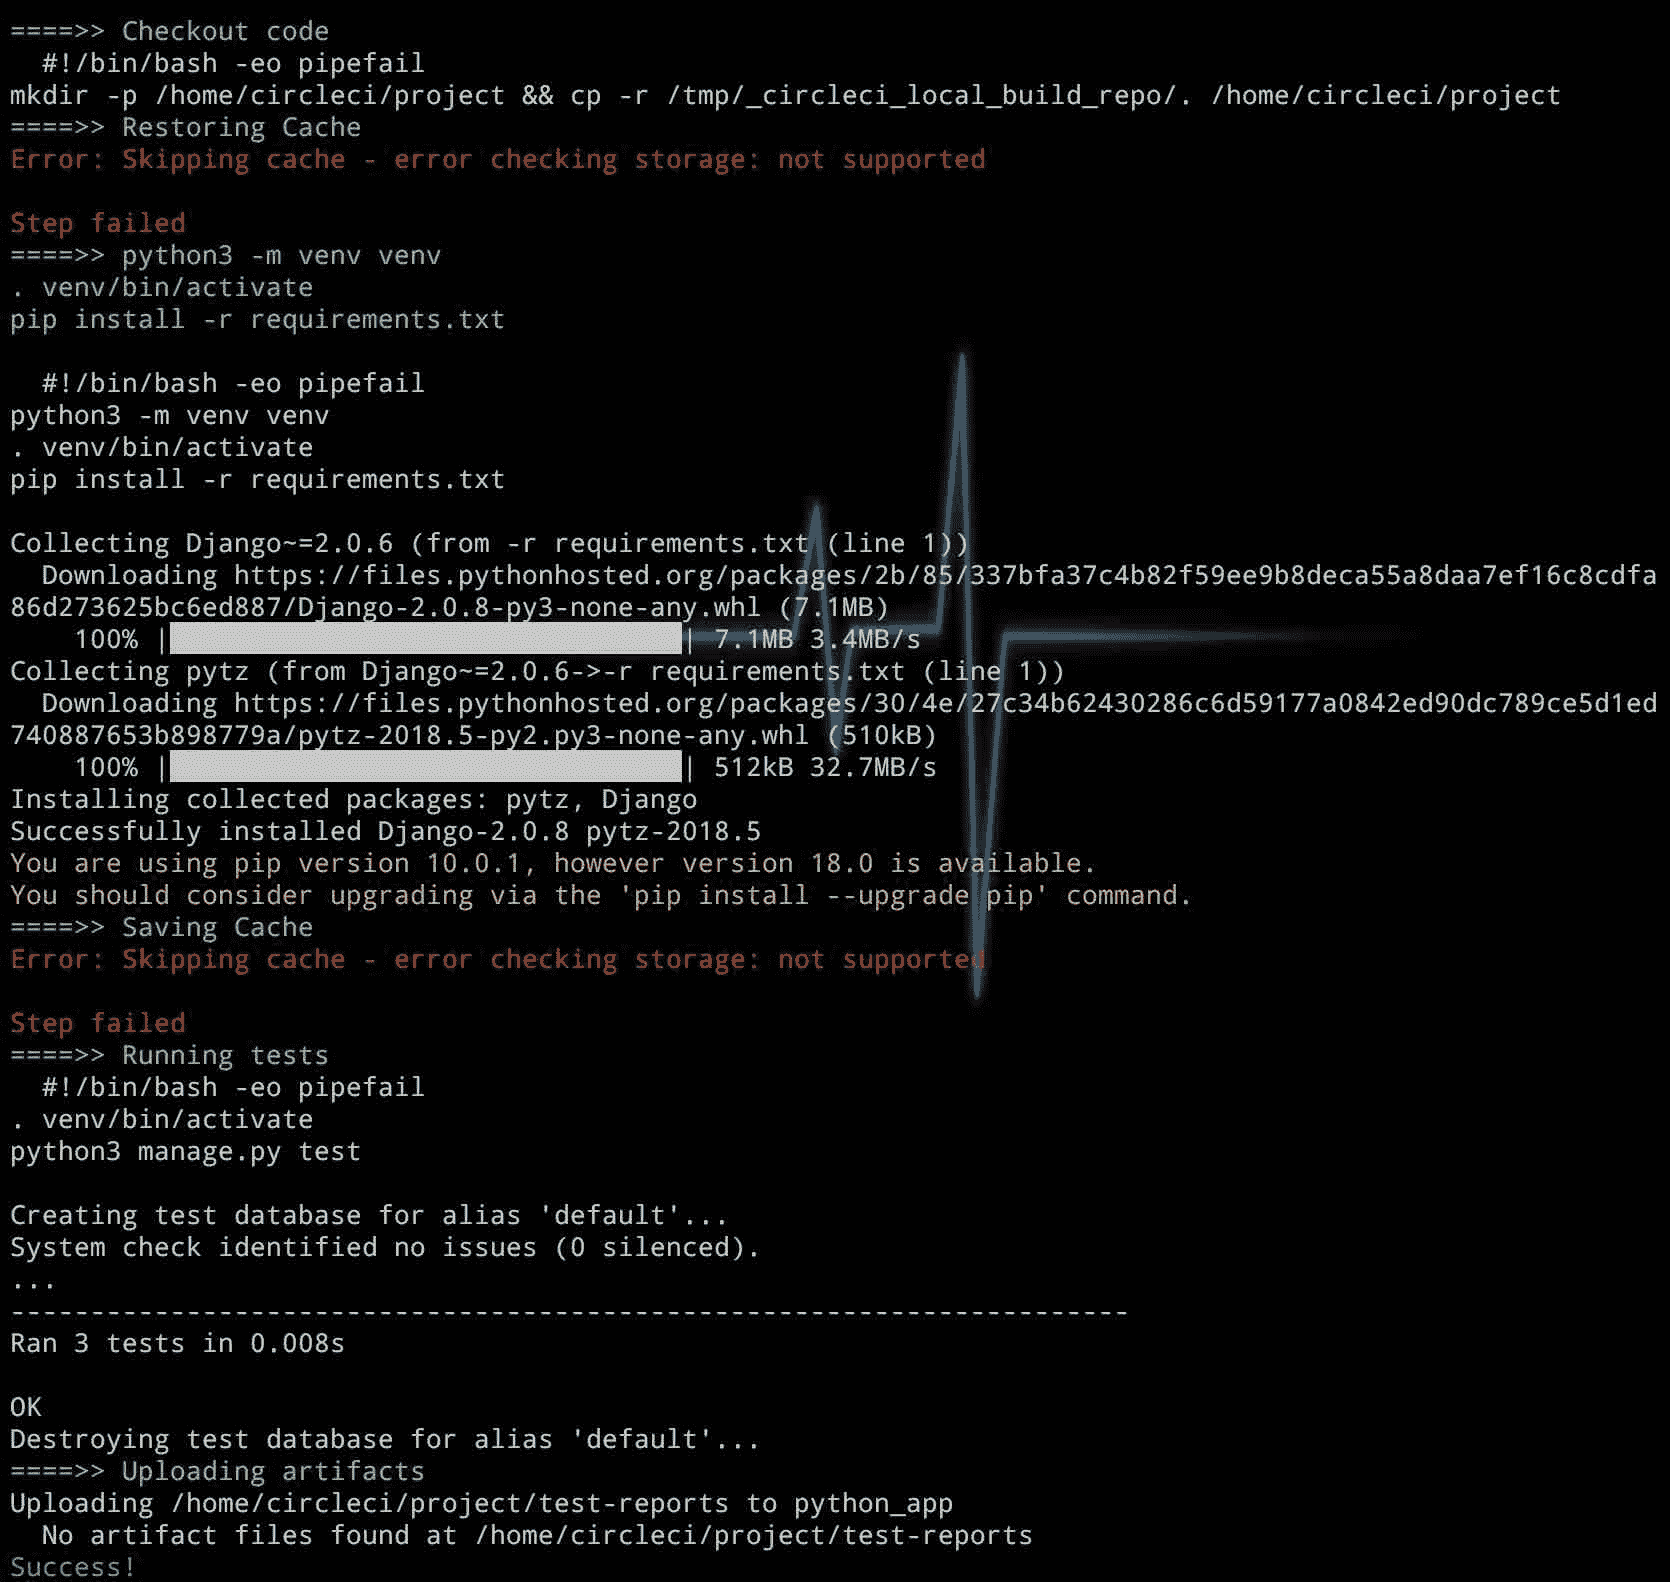 ====>> Checkout code
  #!/bin/bash -eo pipefail
mkdir -p /home/circleci/project && cp -r /tmp/_circleci_local_build_repo/. /home/circleci/project
====>> Restoring Cache
Error: Skipping cache - error checking storage: not supported

Step failed
====>> python3 -m venv venv
. venv/bin/activate
pip install -r requirements.txt

  #!/bin/bash -eo pipefail
python3 -m venv venv
. venv/bin/activate
pip install -r requirements.txt

Collecting Django~=2.0.6 (from -r requirements.txt (line 1))
  Downloading https://files.pythonhosted.org/packages/2b/85/337bfa37c4b82f59ee9b8deca55a8daa7ef16c8cdfa
86d273625bc6ed887/Django-2.0.8-py3-none-any.whl (7.1MB)
    100% |████████████████████████████████| 7.1MB 3.4MB/s
Collecting pytz (from Django~=2.0.6->-r requirements.txt (line 1))
  Downloading https://files.pythonhosted.org/packages/30/4e/27c34b62430286c6d59177a0842ed90dc789ce5d1ed
740887653b898779a/pytz-2018.5-py2.py3-none-any.whl (510kB)
    100% |████████████████████████████████| 512kB 32.7MB/s
Installing collected packages: pytz, Django
Successfully installed Django-2.0.8 pytz-2018.5
You are using pip version 10.0.1, however version 18.0 is available.
You should consider upgrading via the 'pip install --upgrade pip' command.
====>> Saving Cache
Error: Skipping cache - error checking storage: not supported

Step failed
====>> Running tests
  #!/bin/bash -eo pipefail
. venv/bin/activate
python3 manage.py test

Creating test database for alias 'default'...
System check identified no issues (0 silenced).
...
----------------------------------------------------------------------
Ran 3 tests in 0.008s

OK
Destroying test database for alias 'default'...
====>> Uploading artifacts
Uploading /home/circleci/project/test-reports to python_app
  No artifact files found at /home/circleci/project/test-reports
Success!